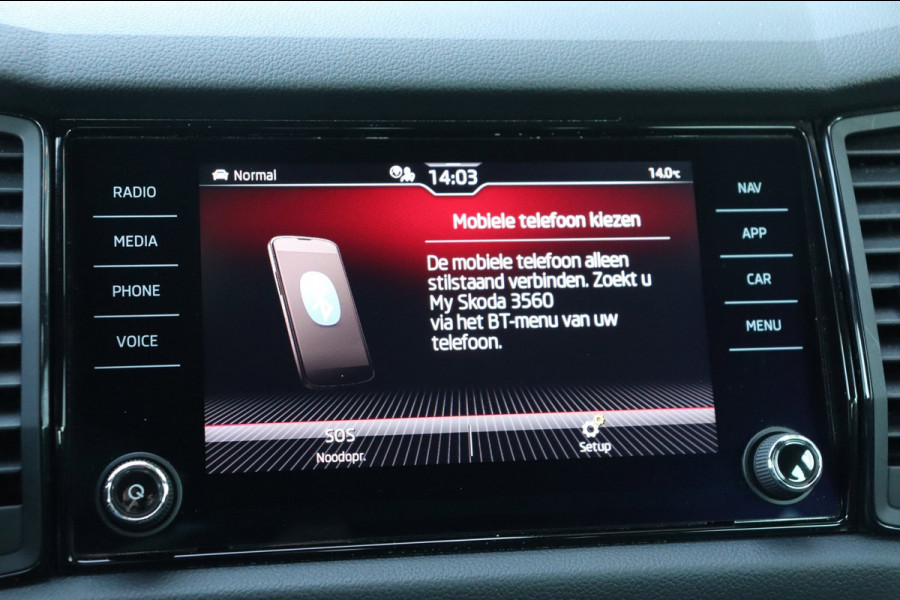 RADIO
MEDIA
PHONE
VOICE
Normal
14:03
14.0°C
Mobiele telefoon kiezen
De mobiele telefoon alleen
stilstaand verbinden. Zoekt u
My Skoda 3560
via het BT-menu van uw
telefoon.
SOS
Noodopr.
Setup
NAV
APP
CAR
MENU